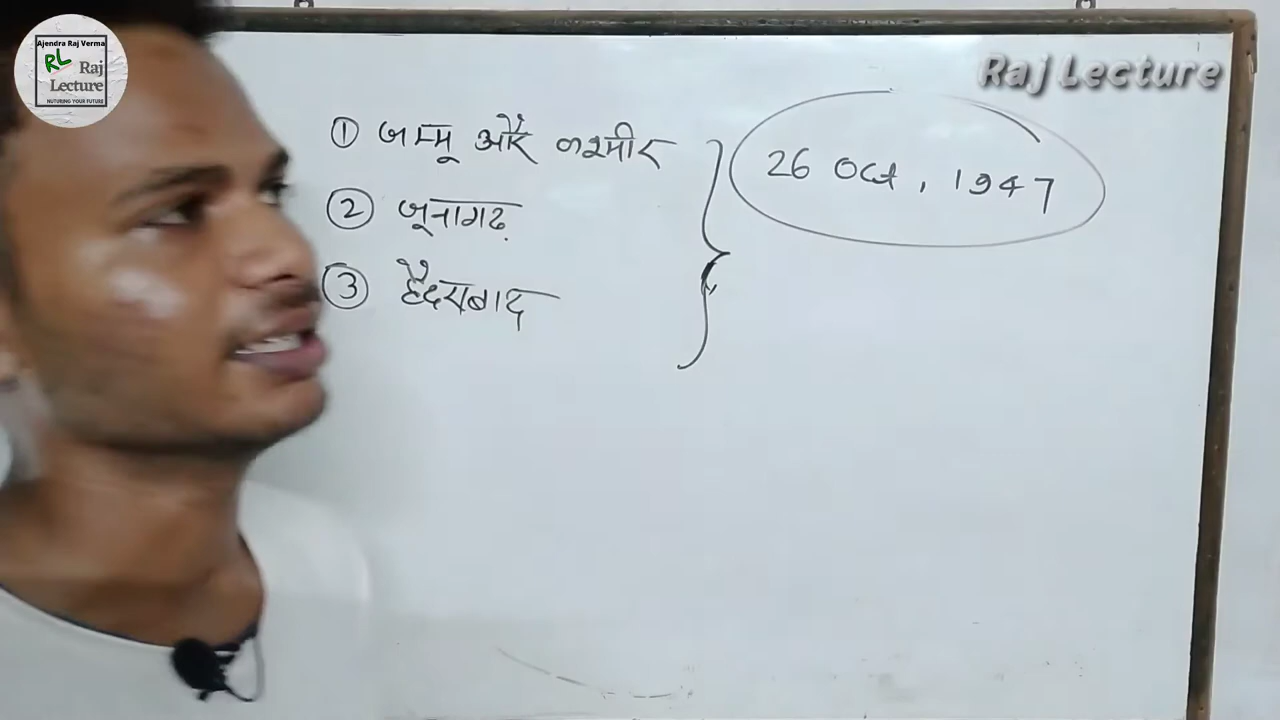 Ajendra Raj Verma
RL Raj
Lecture
NUTURING YOUR FUTURE
Raj Lecture
① जम्मू और कश्मीर
26 Oct, 1947
② जूनागढ़
③ हैदराबाद